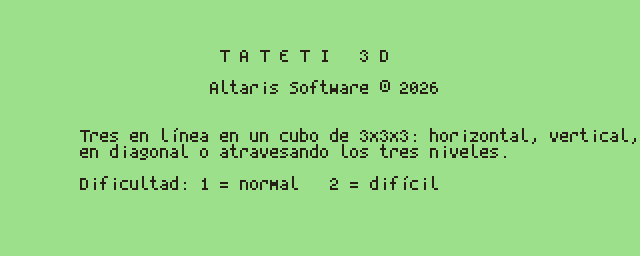 T A T E T I   3 D
Altaris Software © 2026
Tres en línea en un cubo de 3x3x3: horizontal, vertical,
en diagonal o atravesando los tres niveles.
Dificultad: 1 = normal   2 = difícil